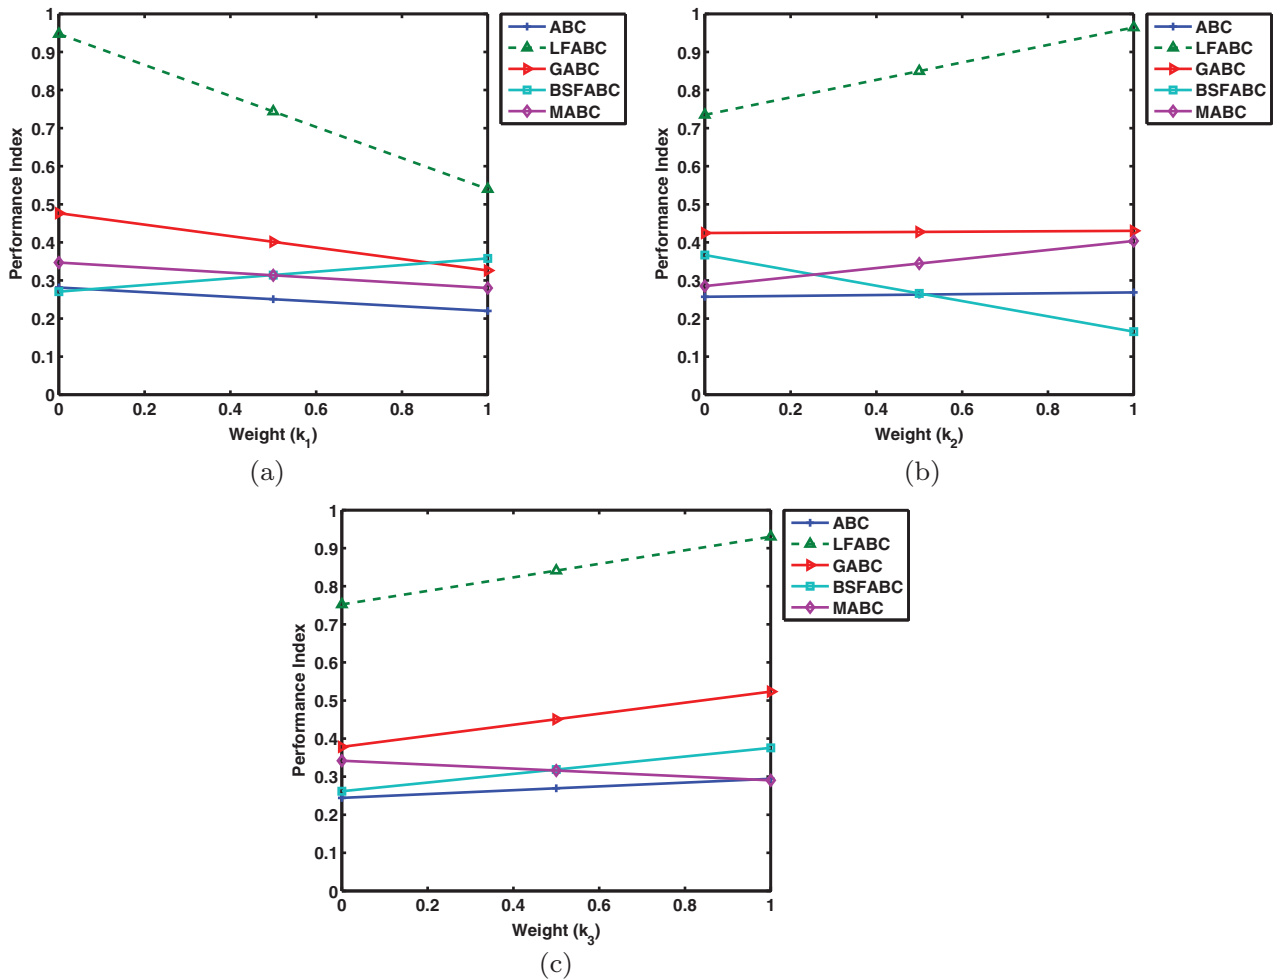 1
0.9
0.8
0.7
0.6
0.5
0.4
0.3
0.2
0.1
0
Performance Index
0 0.2 0.4 0.6 0.8 1
Weight (k1)
ABC
LFABC
GABC
BSFABC
MABC
(a)
1
0.9
0.8
0.7
0.6
0.5
0.4
0.3
0.2
0.1
0
Performance Index
0 0.2 0.4 0.6 0.8 1
Weight (k2)
ABC
LFABC
GABC
BSFABC
MABC
(b)
1
0.9
0.8
0.7
0.6
0.5
0.4
0.3
0.2
0.1
0
Performance Index
0 0.2 0.4 0.6 0.8 1
Weight (k3)
ABC
LFABC
GABC
BSFABC
MABC
(c)